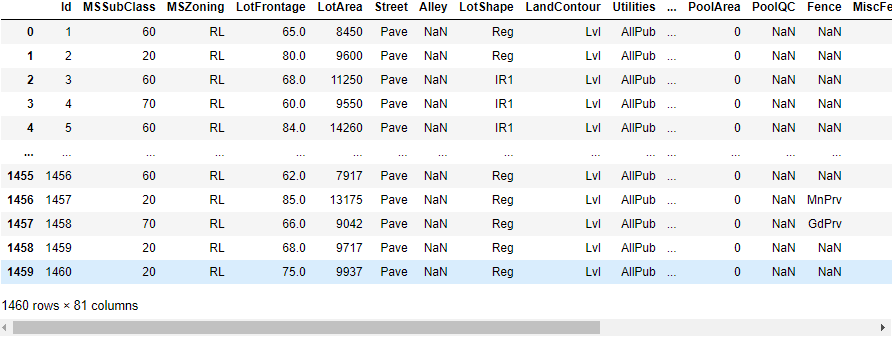 Id MSSubClass MSZoning LotFrontage LotArea Street Alley LotShape LandContour Utilities ... PoolArea PoolQC Fence MiscFe
0 1 60 RL 65.0 8450 Pave NaN Reg Lvl AllPub ... 0 NaN NaN
1 2 20 RL 80.0 9600 Pave NaN Reg Lvl AllPub ... 0 NaN NaN
2 3 60 RL 68.0 11250 Pave NaN IR1 Lvl AllPub ... 0 NaN NaN
3 4 70 RL 60.0 9550 Pave NaN IR1 Lvl AllPub ... 0 NaN NaN
4 5 60 RL 84.0 14260 Pave NaN IR1 Lvl AllPub ... 0 NaN NaN
... ... ... ... ... ... ... ... ... ... ... ... ... ... ...
1455 1456 60 RL 62.0 7917 Pave NaN Reg Lvl AllPub ... 0 NaN NaN
1456 1457 20 RL 85.0 13175 Pave NaN Reg Lvl AllPub ... 0 NaN MnPrv
1457 1458 70 RL 66.0 9042 Pave NaN Reg Lvl AllPub ... 0 NaN GdPrv
1458 1459 20 RL 68.0 9717 Pave NaN Reg Lvl AllPub ... 0 NaN NaN
1459 1460 20 RL 75.0 9937 Pave NaN Reg Lvl AllPub ... 0 NaN NaN
1460 rows × 81 columns